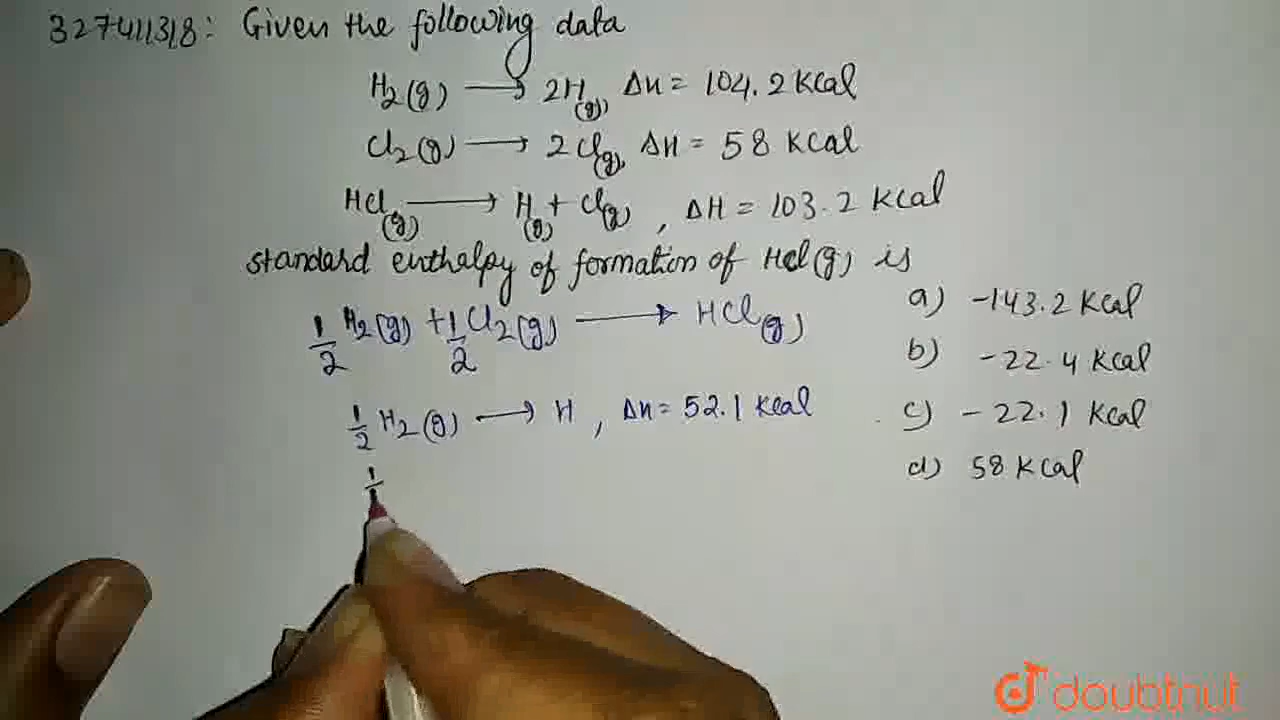 327411318: Given the following data
H₂(g) ⟶ 2H(g), ΔH = 104.2 Kcal
Cl₂(g) ⟶ 2Cl(g), ΔH = 58 Kcal
HCl(g) ⟶ H(g) + Cl(g), ΔH = 103.2 Kcal
standard enthalpy of formation of HCl(g) is
a) -143.2 Kcal
b) -22.4 Kcal
c) -22.1 Kcal
d) 58 Kcal
1/2 H₂(g) + 1/2 Cl₂(g) ⟶ HCl(g)
1/2 H₂(g) ⟶ H, ΔH = 52.1 Kcal
1
doubtnut